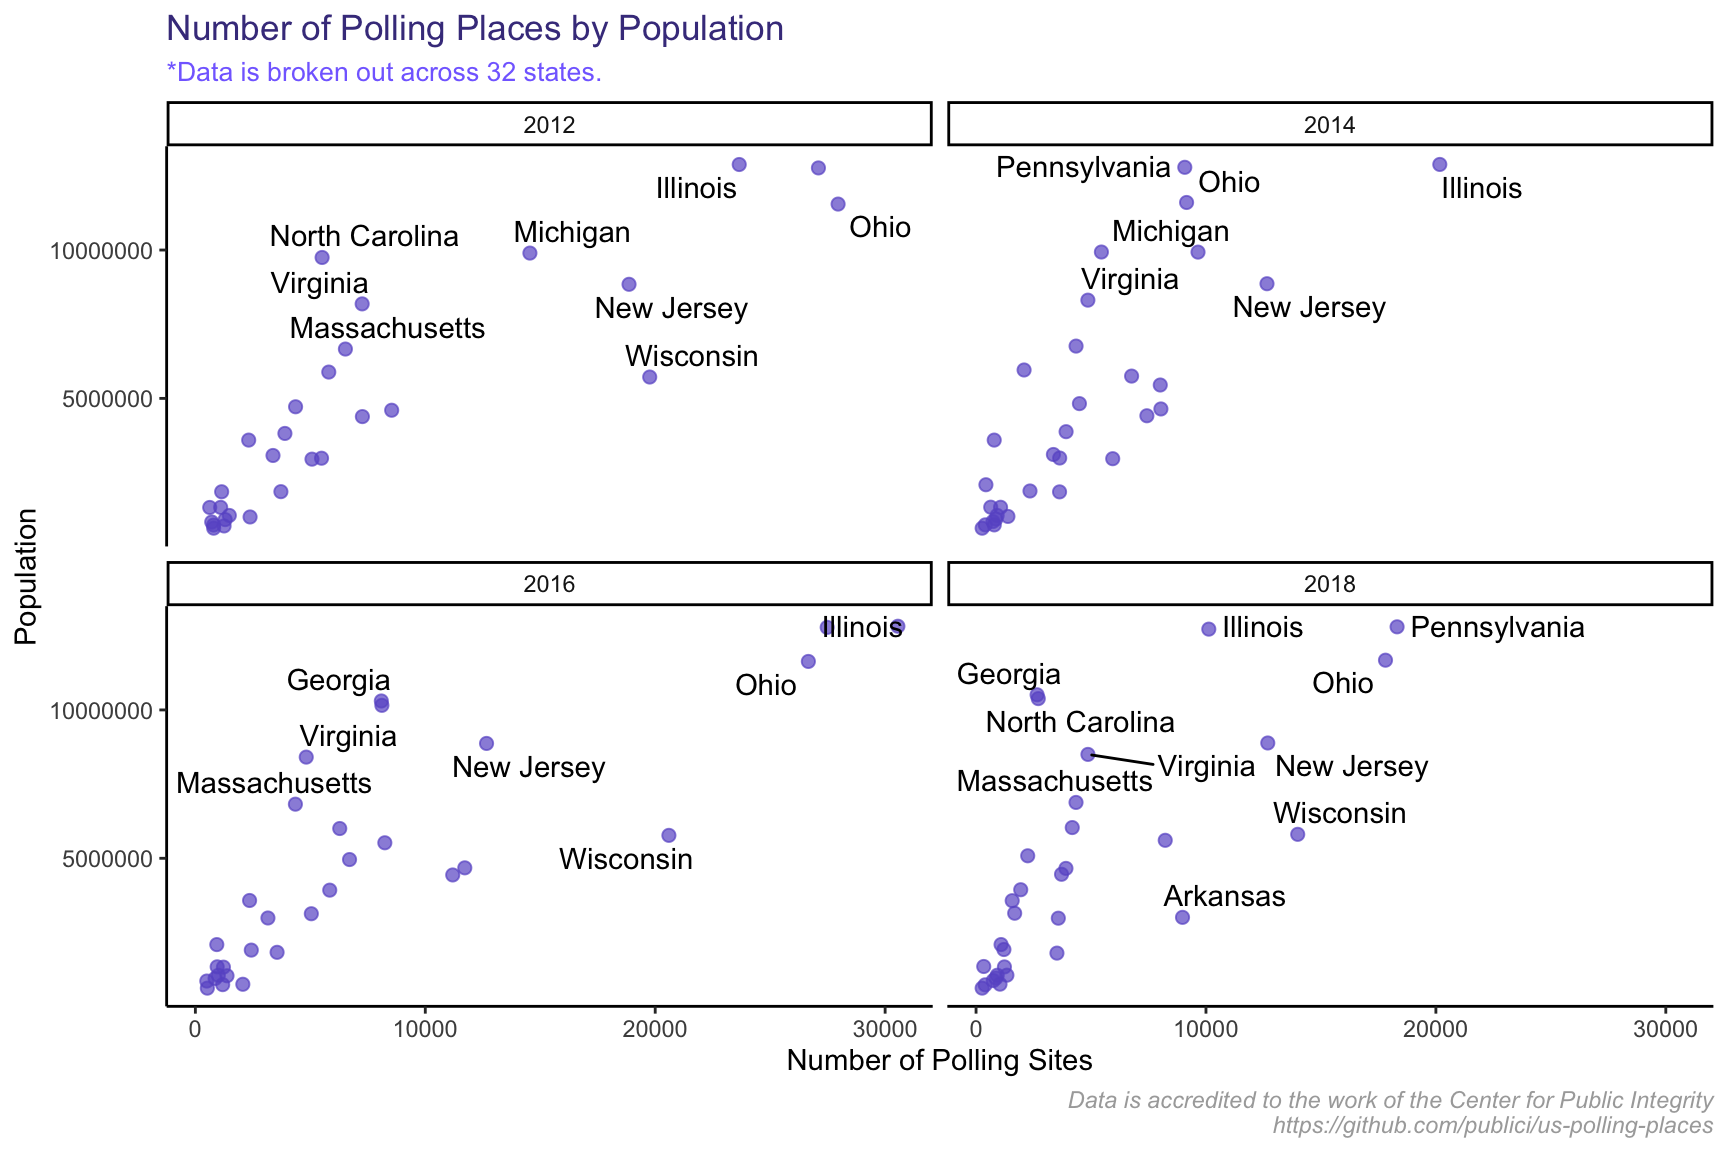 Number of Polling Places by Population
*Data is broken out across 32 states.
2012
2014
Illinois
Ohio
North Carolina
Michigan
Virginia
New Jersey
Massachusetts
Wisconsin
Pennsylvania
Ohio
Illinois
Michigan
Virginia
New Jersey
10000000
5000000
Population
2016
2018
Illinois
Ohio
Georgia
Virginia
New Jersey
Massachusetts
Wisconsin
Illinois
Pennsylvania
Georgia
Ohio
North Carolina
Virginia
New Jersey
Massachusetts
Wisconsin
Arkansas
10000000
5000000
0 10000 20000 30000
0 10000 20000 30000
Number of Polling Sites
Data is accredited to the work of the Center for Public Integrity
https://github.com/publici/us-polling-places